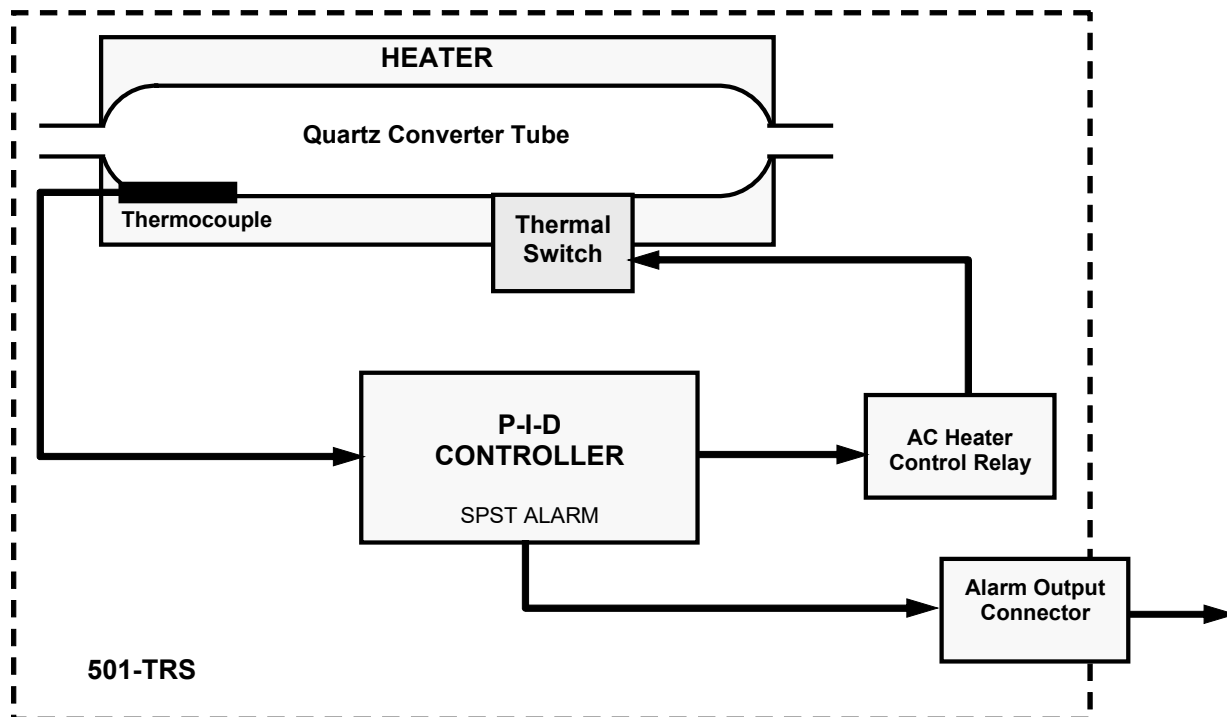 HEATER
Quartz Converter Tube
Thermocouple
Thermal
Switch
P-I-D
CONTROLLER
SPST ALARM
AC Heater
Control Relay
Alarm Output
Connector
501-TRS